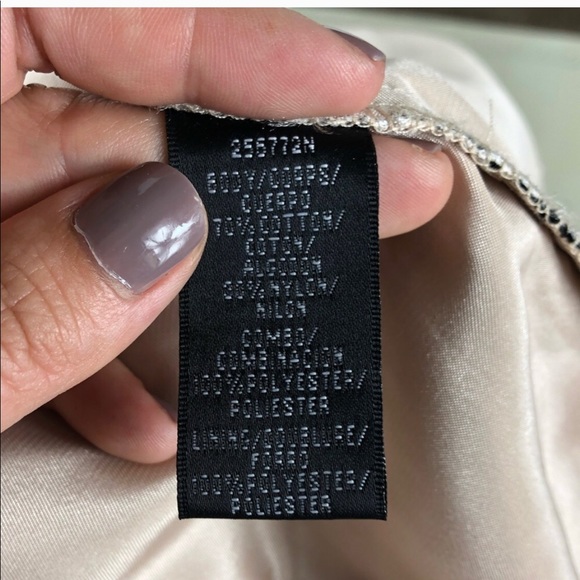 255772N
BODY/CORPS/
CUERPO
70%COTTON/
COTON/
ALGODON
30%NYLON/
NILON
COMBO/
COMBINACION
100%POLYESTER/
POLIESTER
LINING/DOUBLURE/
FORRO
100%POLYESTER/
POLIESTER